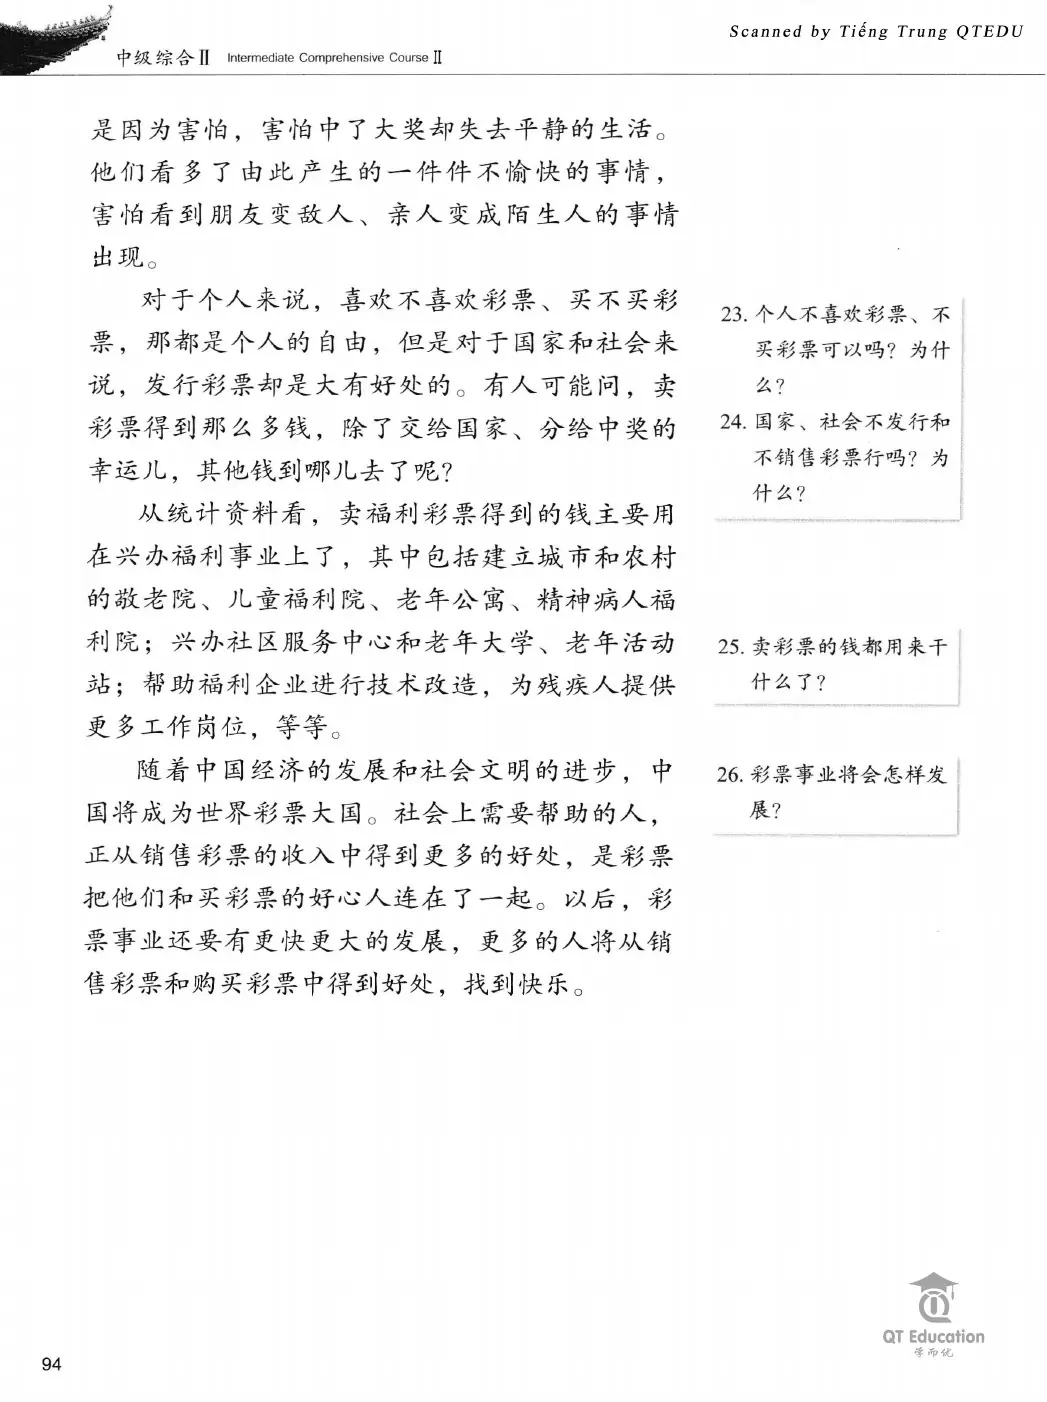 Scanned by Tiếng Trung QTEDU
中级综合Ⅱ Intermediate Comprehensive Course Ⅱ
是因为害怕，害怕中了大奖却失去平静的生活。
他们看多了由此产生的一件件不愉快的事情，
害怕看到朋友变敌人、亲人变成陌生人的事情
出现。
对于个人来说，喜欢不喜欢彩票、买不买彩
票，那都是个人的自由，但是对于国家和社会来
说，发行彩票却是大有好处的。有人可能问，卖
彩票得到那么多钱，除了交给国家、分给中奖的
幸运儿，其他钱到哪儿去了呢？
从统计资料看，卖福利彩票得到的钱主要用
在兴办福利事业上了，其中包括建立城市和农村
的敬老院、儿童福利院、老年公寓、精神病人福
利院；兴办社区服务中心和老年大学、老年活动
站；帮助福利企业进行技术改造，为残疾人提供
更多工作岗位，等等。
随着中国经济的发展和社会文明的进步，中
国将成为世界彩票大国。社会上需要帮助的人，
正从销售彩票的收入中得到更多的好处，是彩票
把他们和买彩票的好心人连在了一起。以后，彩
票事业还要有更快更大的发展，更多的人将从销
售彩票和购买彩票中得到好处，找到快乐。
23. 个人不喜欢彩票、不
买彩票可以吗？为什
么？
24. 国家、社会不发行和
不销售彩票行吗？为
什么？
25. 卖彩票的钱都用来干
什么了？
26. 彩票事业将会怎样发
展？
QT Education
学而优
94